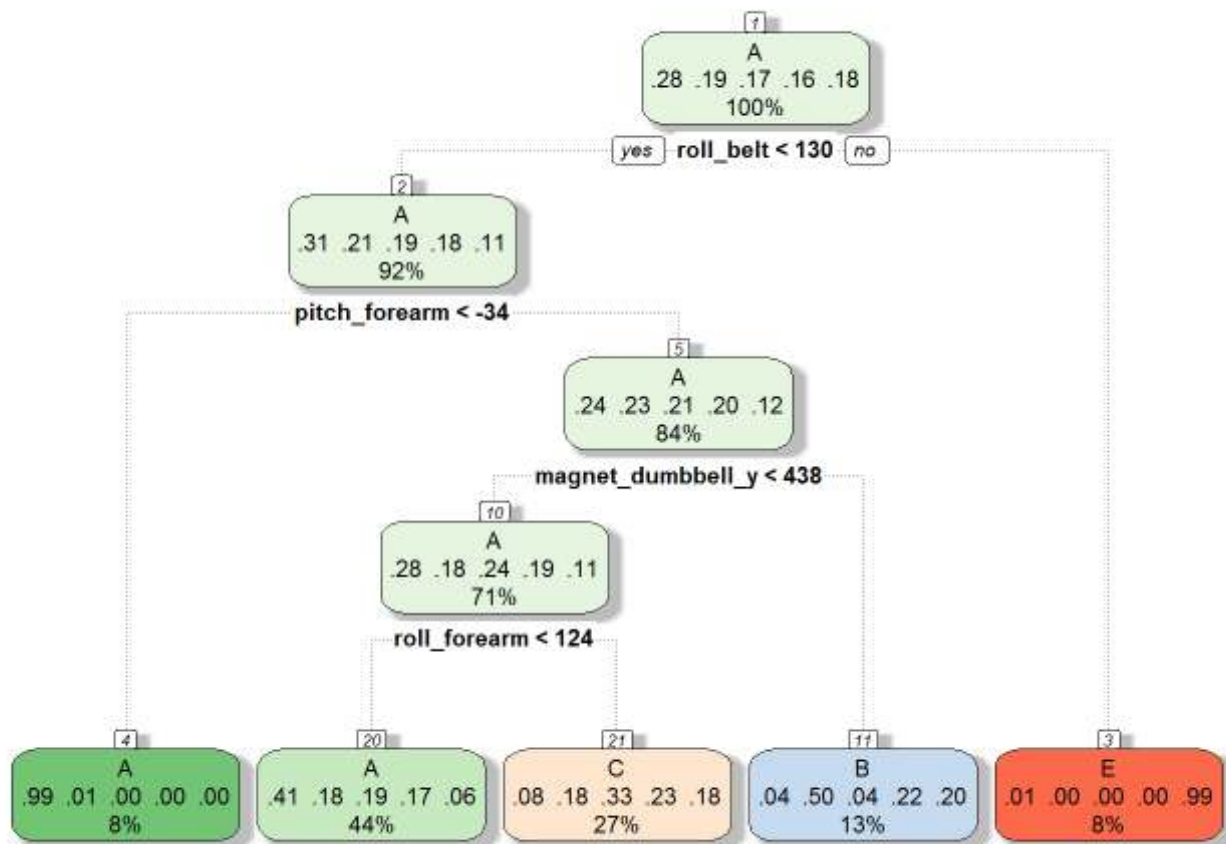 1
A
.28 .19 .17 .16 .18
100%
yes roll_belt < 130 no
2
A
.31 .21 .19 .18 .11
92%
pitch_forearm < -34
5
A
.24 .23 .21 .20 .12
84%
magnet_dumbbell_y < 438
10
A
.28 .18 .24 .19 .11
71%
roll_forearm < 124
4
A
.99 .01 .00 .00 .00
8%
20
A
.41 .18 .19 .17 .06
44%
21
C
.08 .18 .33 .23 .18
27%
11
B
.04 .50 .04 .22 .20
13%
3
E
.01 .00 .00 .00 .99
8%